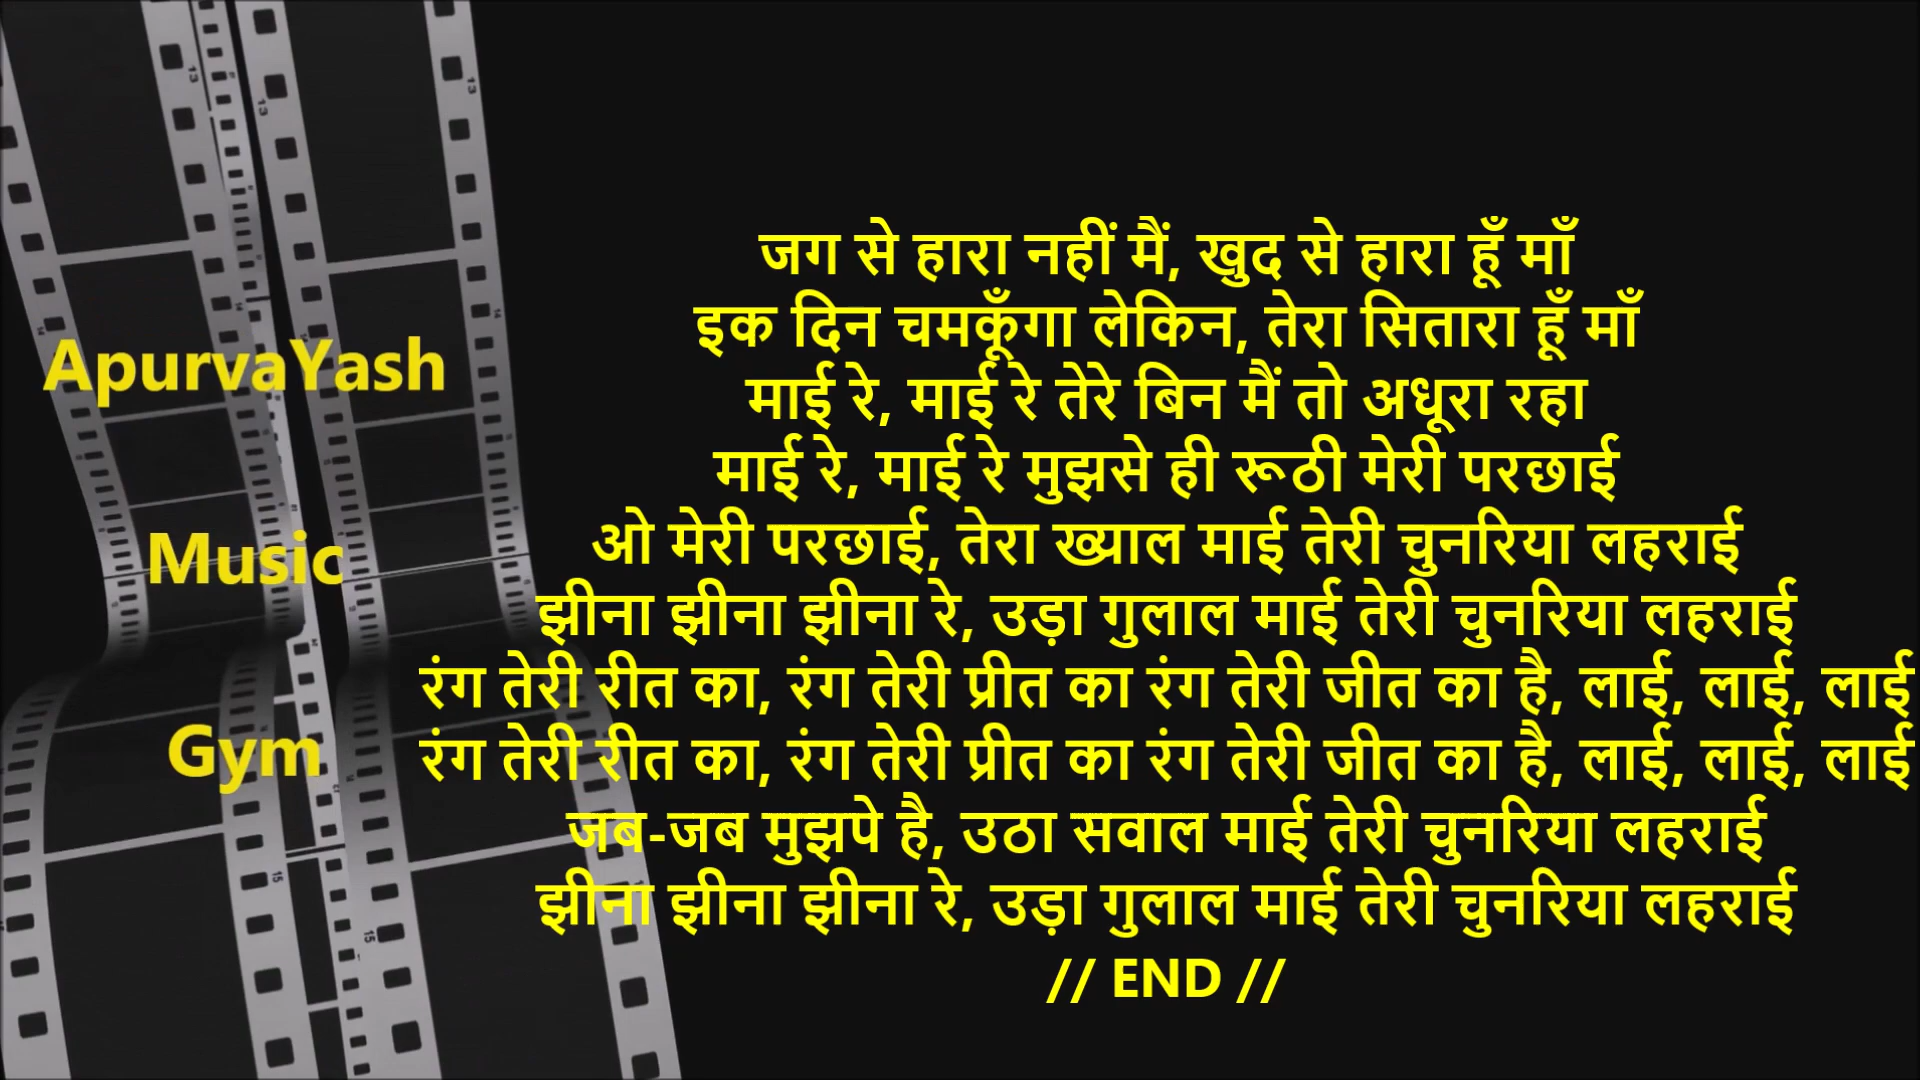 ApurvaYash
Music
Gym
जग से हारा नहीं मैं, खुद से हारा हूँ माँ
इक दिन चमकूँगा लेकिन, तेरा सितारा हूँ माँ
माई रे, माई रे तेरे बिन मैं तो अधूरा रहा
माई रे, माई रे मुझसे ही रूठी मेरी परछाई
ओ मेरी परछाई, तेरा ख्याल माई तेरी चुनरिया लहराई
झीना झीना झीना रे, उड़ा गुलाल माई तेरी चुनरिया लहराई
रंग तेरी रीत का, रंग तेरी प्रीत का रंग तेरी जीत का है, लाई, लाई, लाई
रंग तेरी रीत का, रंग तेरी प्रीत का रंग तेरी जीत का है, लाई, लाई, लाई
जब-जब मुझपे है, उठा सवाल माई तेरी चुनरिया लहराई
झीना झीना झीना रे, उड़ा गुलाल माई तेरी चुनरिया लहराई
// END //